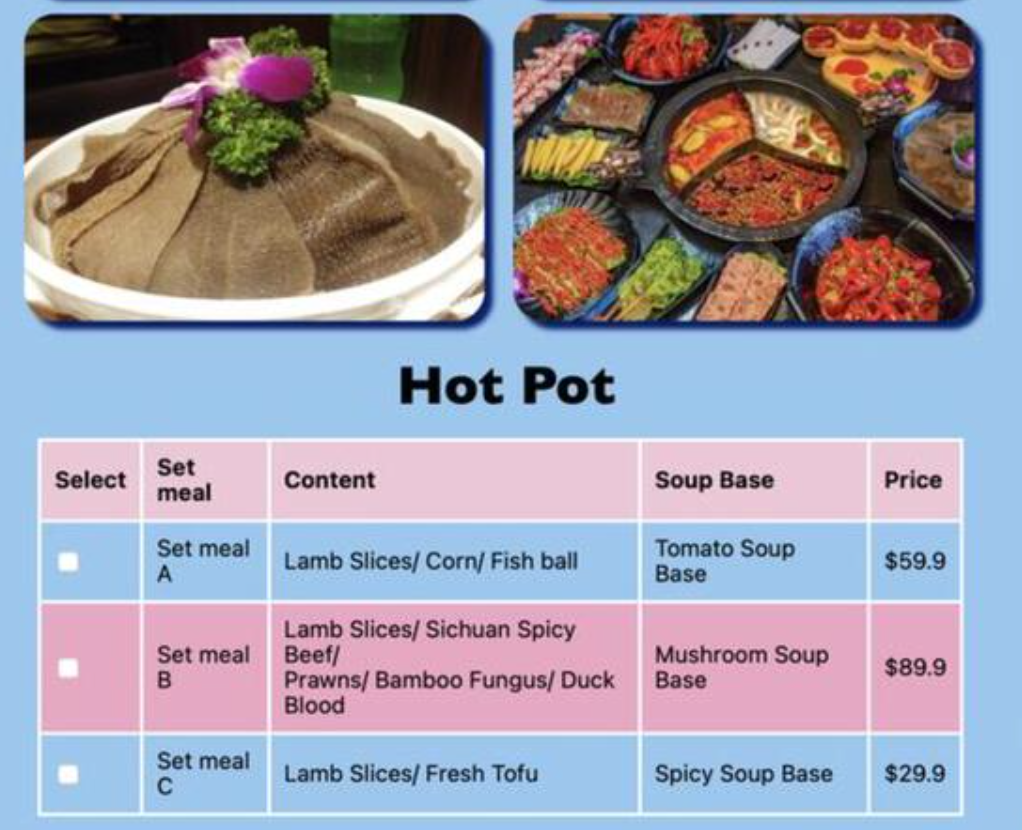 Hot Pot
Select
Set
meal
Content
Soup Base
Price
Set meal
A
Lamb Slices/ Corn/ Fish ball
Tomato Soup
Base
$59.9
Set meal
B
Lamb Slices/ Sichuan Spicy
Beef/
Prawns/ Bamboo Fungus/ Duck
Blood
Mushroom Soup
Base
$89.9
Set meal
C
Lamb Slices/ Fresh Tofu
Spicy Soup Base
$29.9